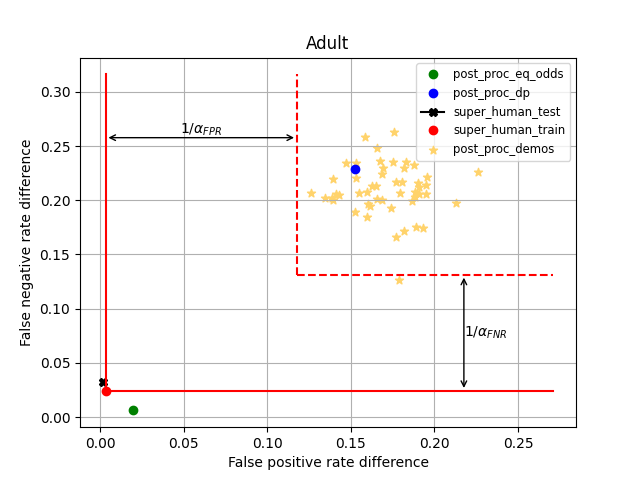 Adult
post_proc_eq_odds
post_proc_dp
super_human_test
super_human_train
post_proc_demos
1/α_FPR
1/α_FNR
False negative rate difference
0.30
0.25
0.20
0.15
0.10
0.05
0.00
0.00 0.05 0.10 0.15 0.20 0.25
False positive rate difference